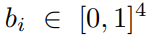 b_i ∈ [0, 1]^4